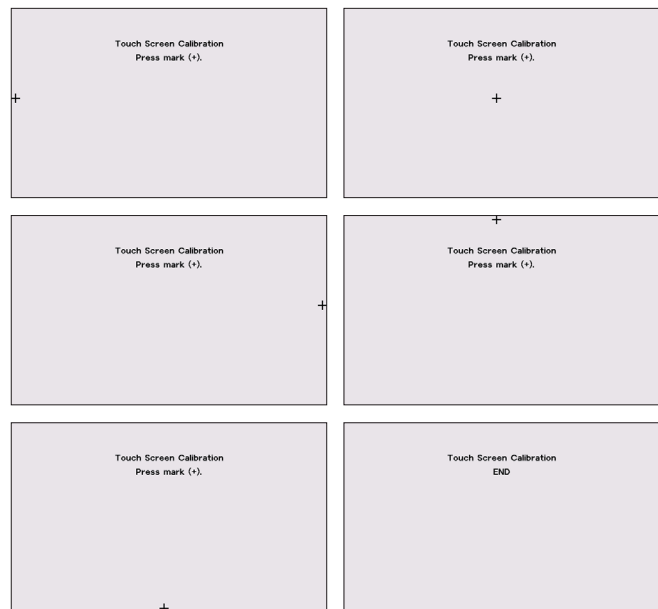 Touch Screen Calibration
Press mark (+).
+
Touch Screen Calibration
Press mark (+).
+
Touch Screen Calibration
Press mark (+).
+
+
Touch Screen Calibration
Press mark (+).
Touch Screen Calibration
Press mark (+).
+
Touch Screen Calibration
END